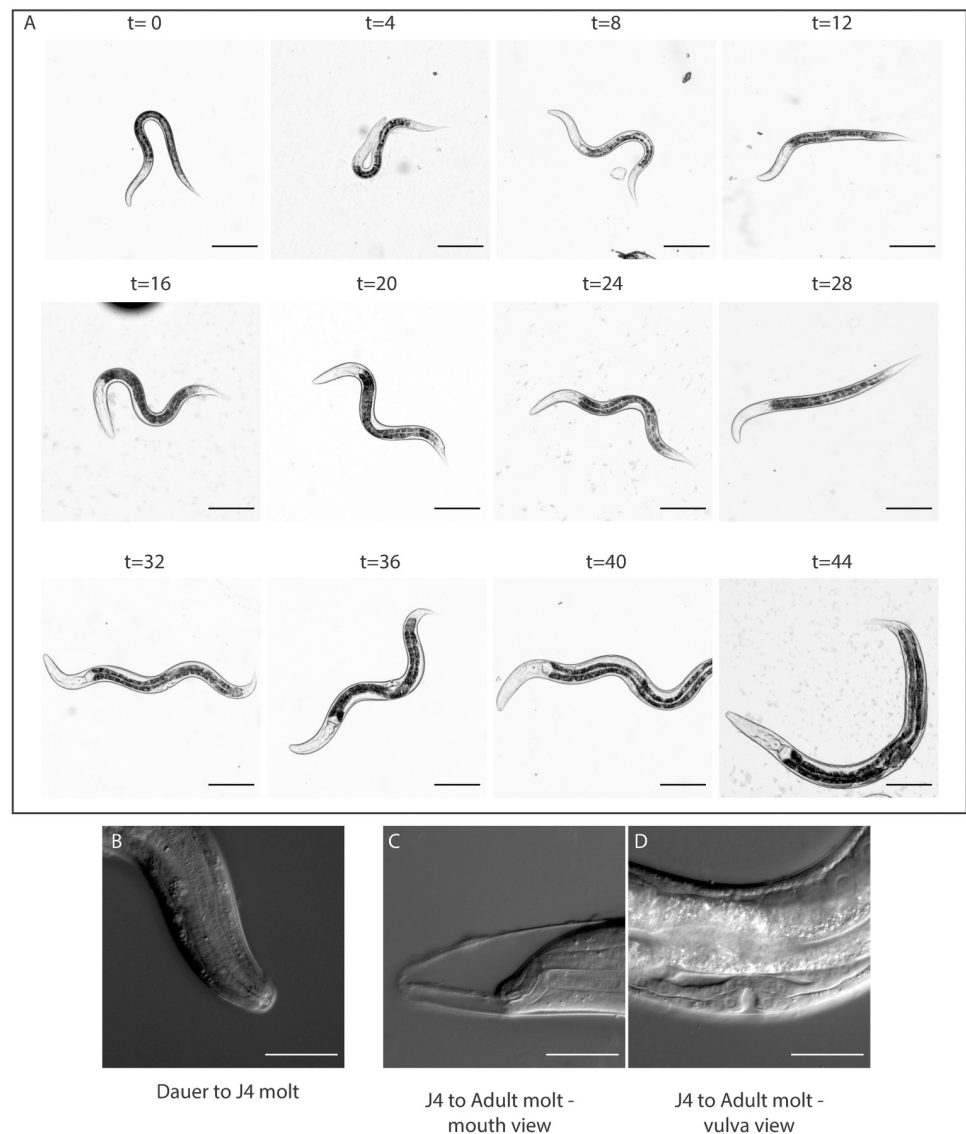 A
t= 0
t=4
t=8
t=12
t=16
t=20
t=24
t=28
t=32
t=36
t=40
t=44
B
C
D
Dauer to J4 molt
J4 to Adult molt -
mouth view
J4 to Adult molt -
vulva view